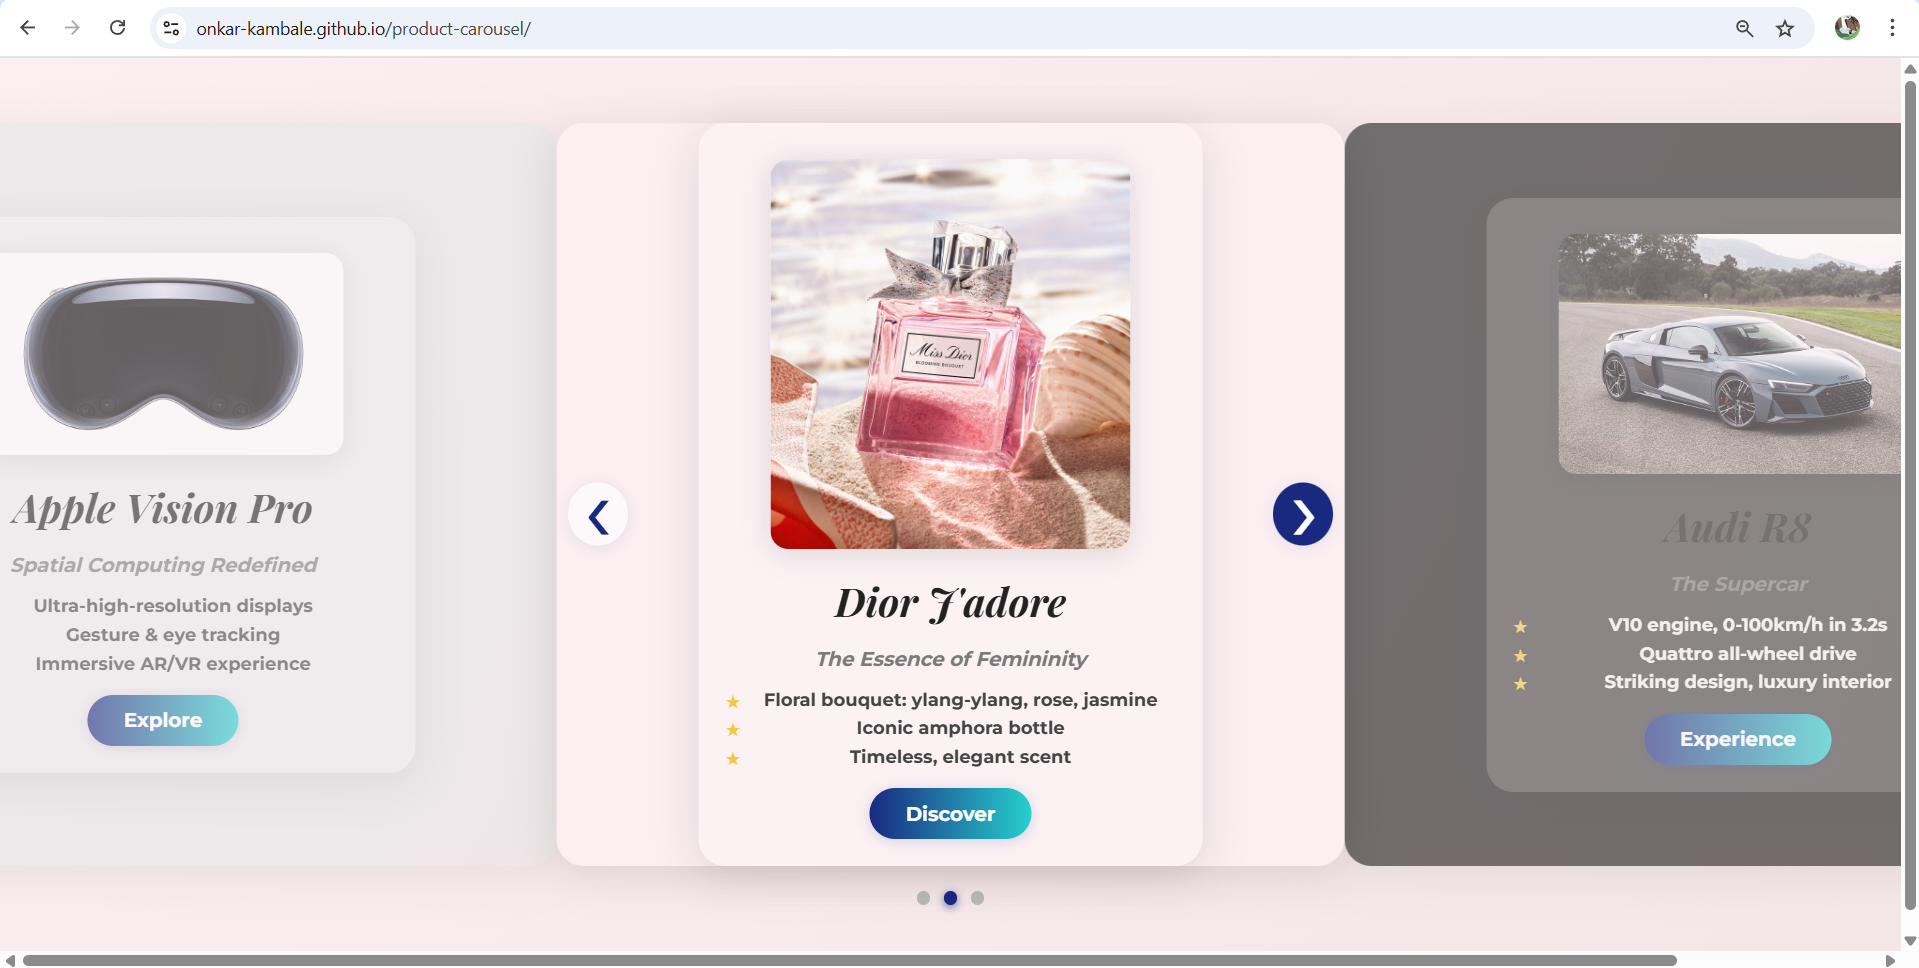 onkar-kambale.github.io/product-carousel/
Apple Vision Pro
Spatial Computing Redefined
Ultra-high-resolution displays
Gesture & eye tracking
Immersive AR/VR experience
Explore
❮
Miss Dior
BLOOMING BOUQUET
Dior J'adore
The Essence of Femininity
★ Floral bouquet: ylang-ylang, rose, jasmine
★ Iconic amphora bottle
★ Timeless, elegant scent
Discover
❯
Audi R8
The Supercar
★ V10 engine, 0-100km/h in 3.2s
★ Quattro all-wheel drive
★ Striking design, luxury interior
Experience